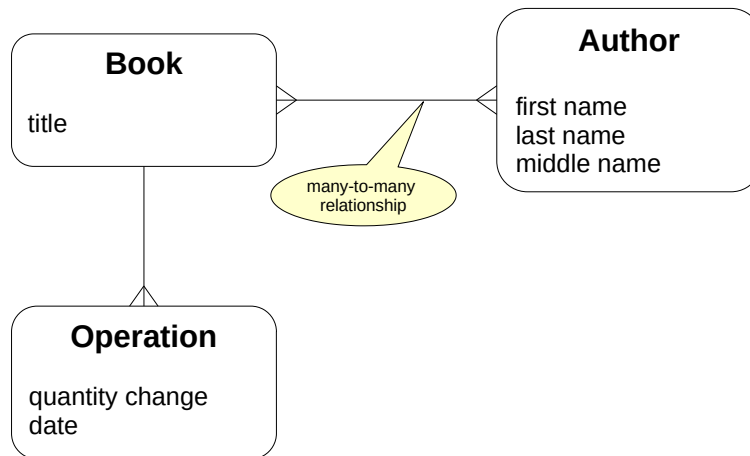 Book
title
Author
first name
last name
middle name
many-to-many
relationship
Operation
quantity change
date